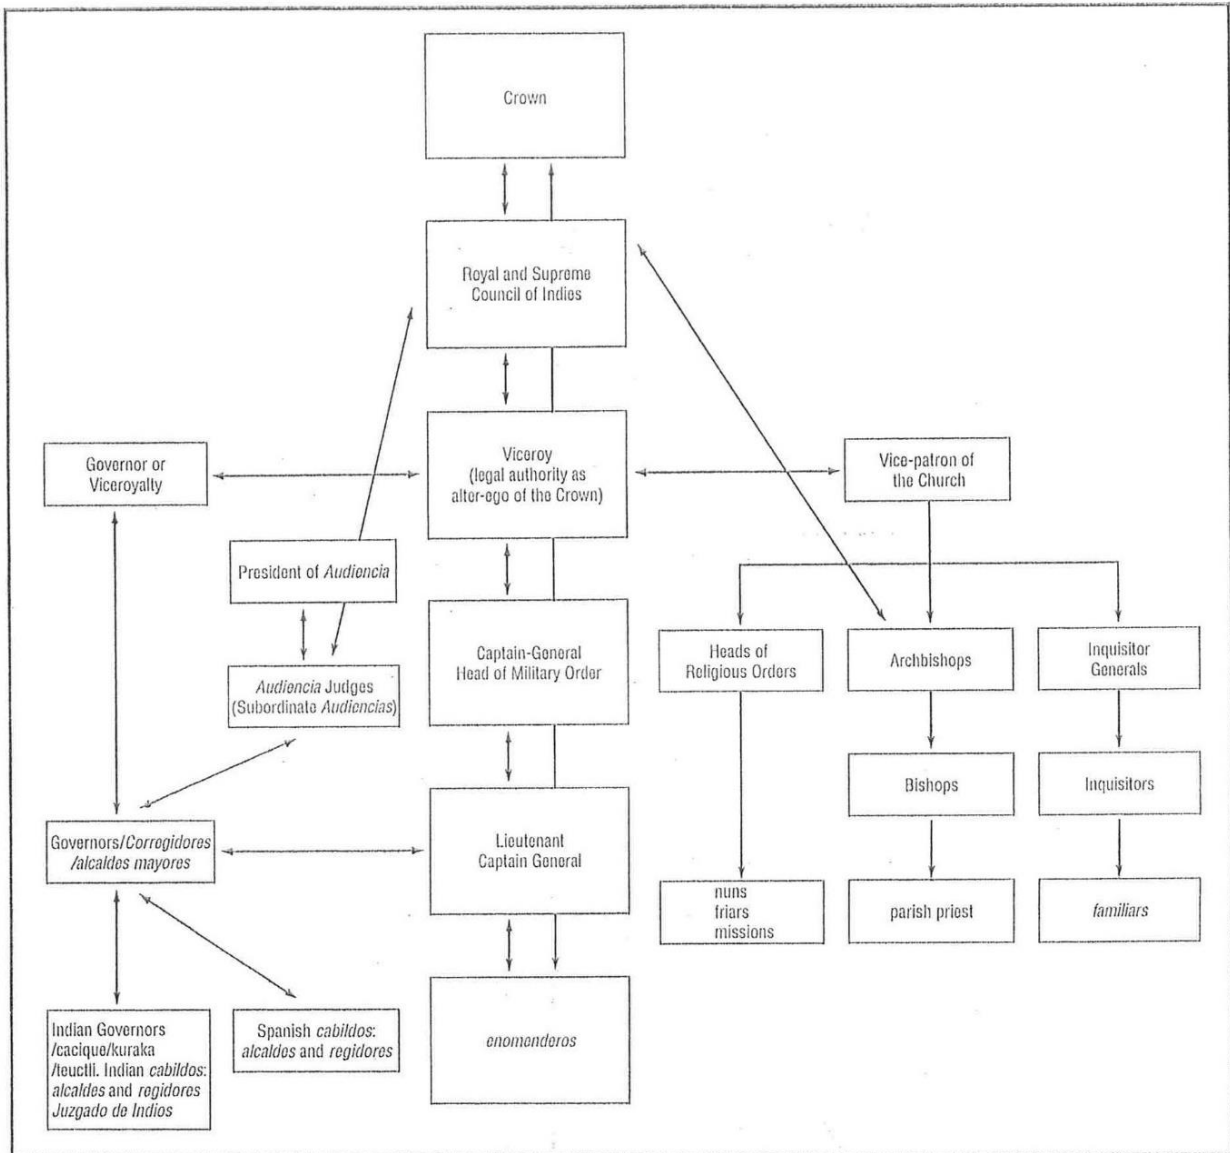 Crown
Royal and Supreme
Council of Indies
Governor or
Viceroyalty
Viceroy
(legal authority as
alter-ego of the Crown)
Vice-patron of
the Church
President of Audiencia
Captain-General
Head of Military Order
Heads of
Religious Orders
Archbishops
Inquisitor
Generals
Audiencia Judges
(Subordinate Audiencias)
Bishops
Inquisitors
Governors/Corregidores
/alcaldes mayores
Lieutenant
Captain General
nuns
friars
missions
parish priest
familiars
Indian Governors
/cacique/kuraka
/teuctli. Indian cabildos:
alcaldes and regidores
Juzgado de Indios
Spanish cabildos:
alcaldes and regidores
enomenderos